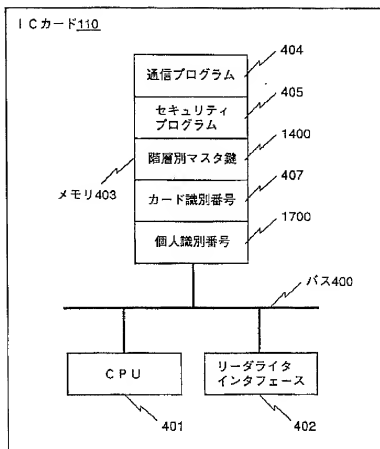 ICカード110
404
通信プログラム
405
セキュリティ
プログラム
1400
階層別マスタ鍵
メモリ403
407
カード識別番号
1700
個人識別番号
バス400
CPU
リーダライタ
インタフェース
401
402